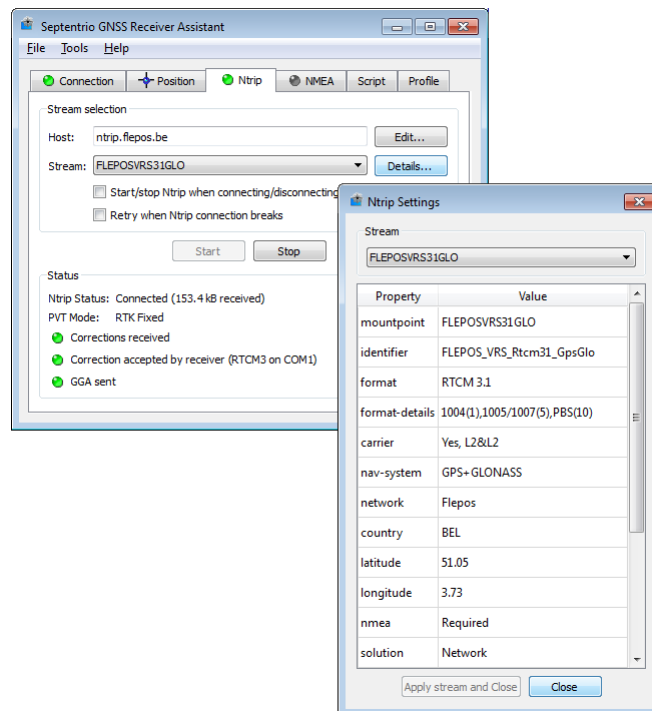 Septentrio GNSS Receiver Assistant
File Tools Help
Connection Position Ntrip NMEA Script Profile
Stream selection
Host: ntrip.flepos.be Edit...
Stream: FLEPOSVRS31GLO Details...
Start/stop Ntrip when connecting/disconnecting
Retry when Ntrip connection breaks
Start Stop
Status
Ntrip Status: Connected (153.4 kB received)
PVT Mode: RTK Fixed
Corrections received
Correction accepted by receiver (RTCM3 on COM1)
GGA sent
Ntrip Settings
Stream
FLEPOSVRS31GLO
Property Value
mountpoint FLEPOSVRS31GLO
identifier FLEPOS_VRS_Rtcm31_GpsGlo
format RTCM 3.1
format-details 1004(1),1005/1007(5),PBS(10)
carrier Yes, L2&L2
nav-system GPS+GLONASS
network Flepos
country BEL
latitude 51.05
longitude 3.73
nmea Required
solution Network
Apply stream and Close Close